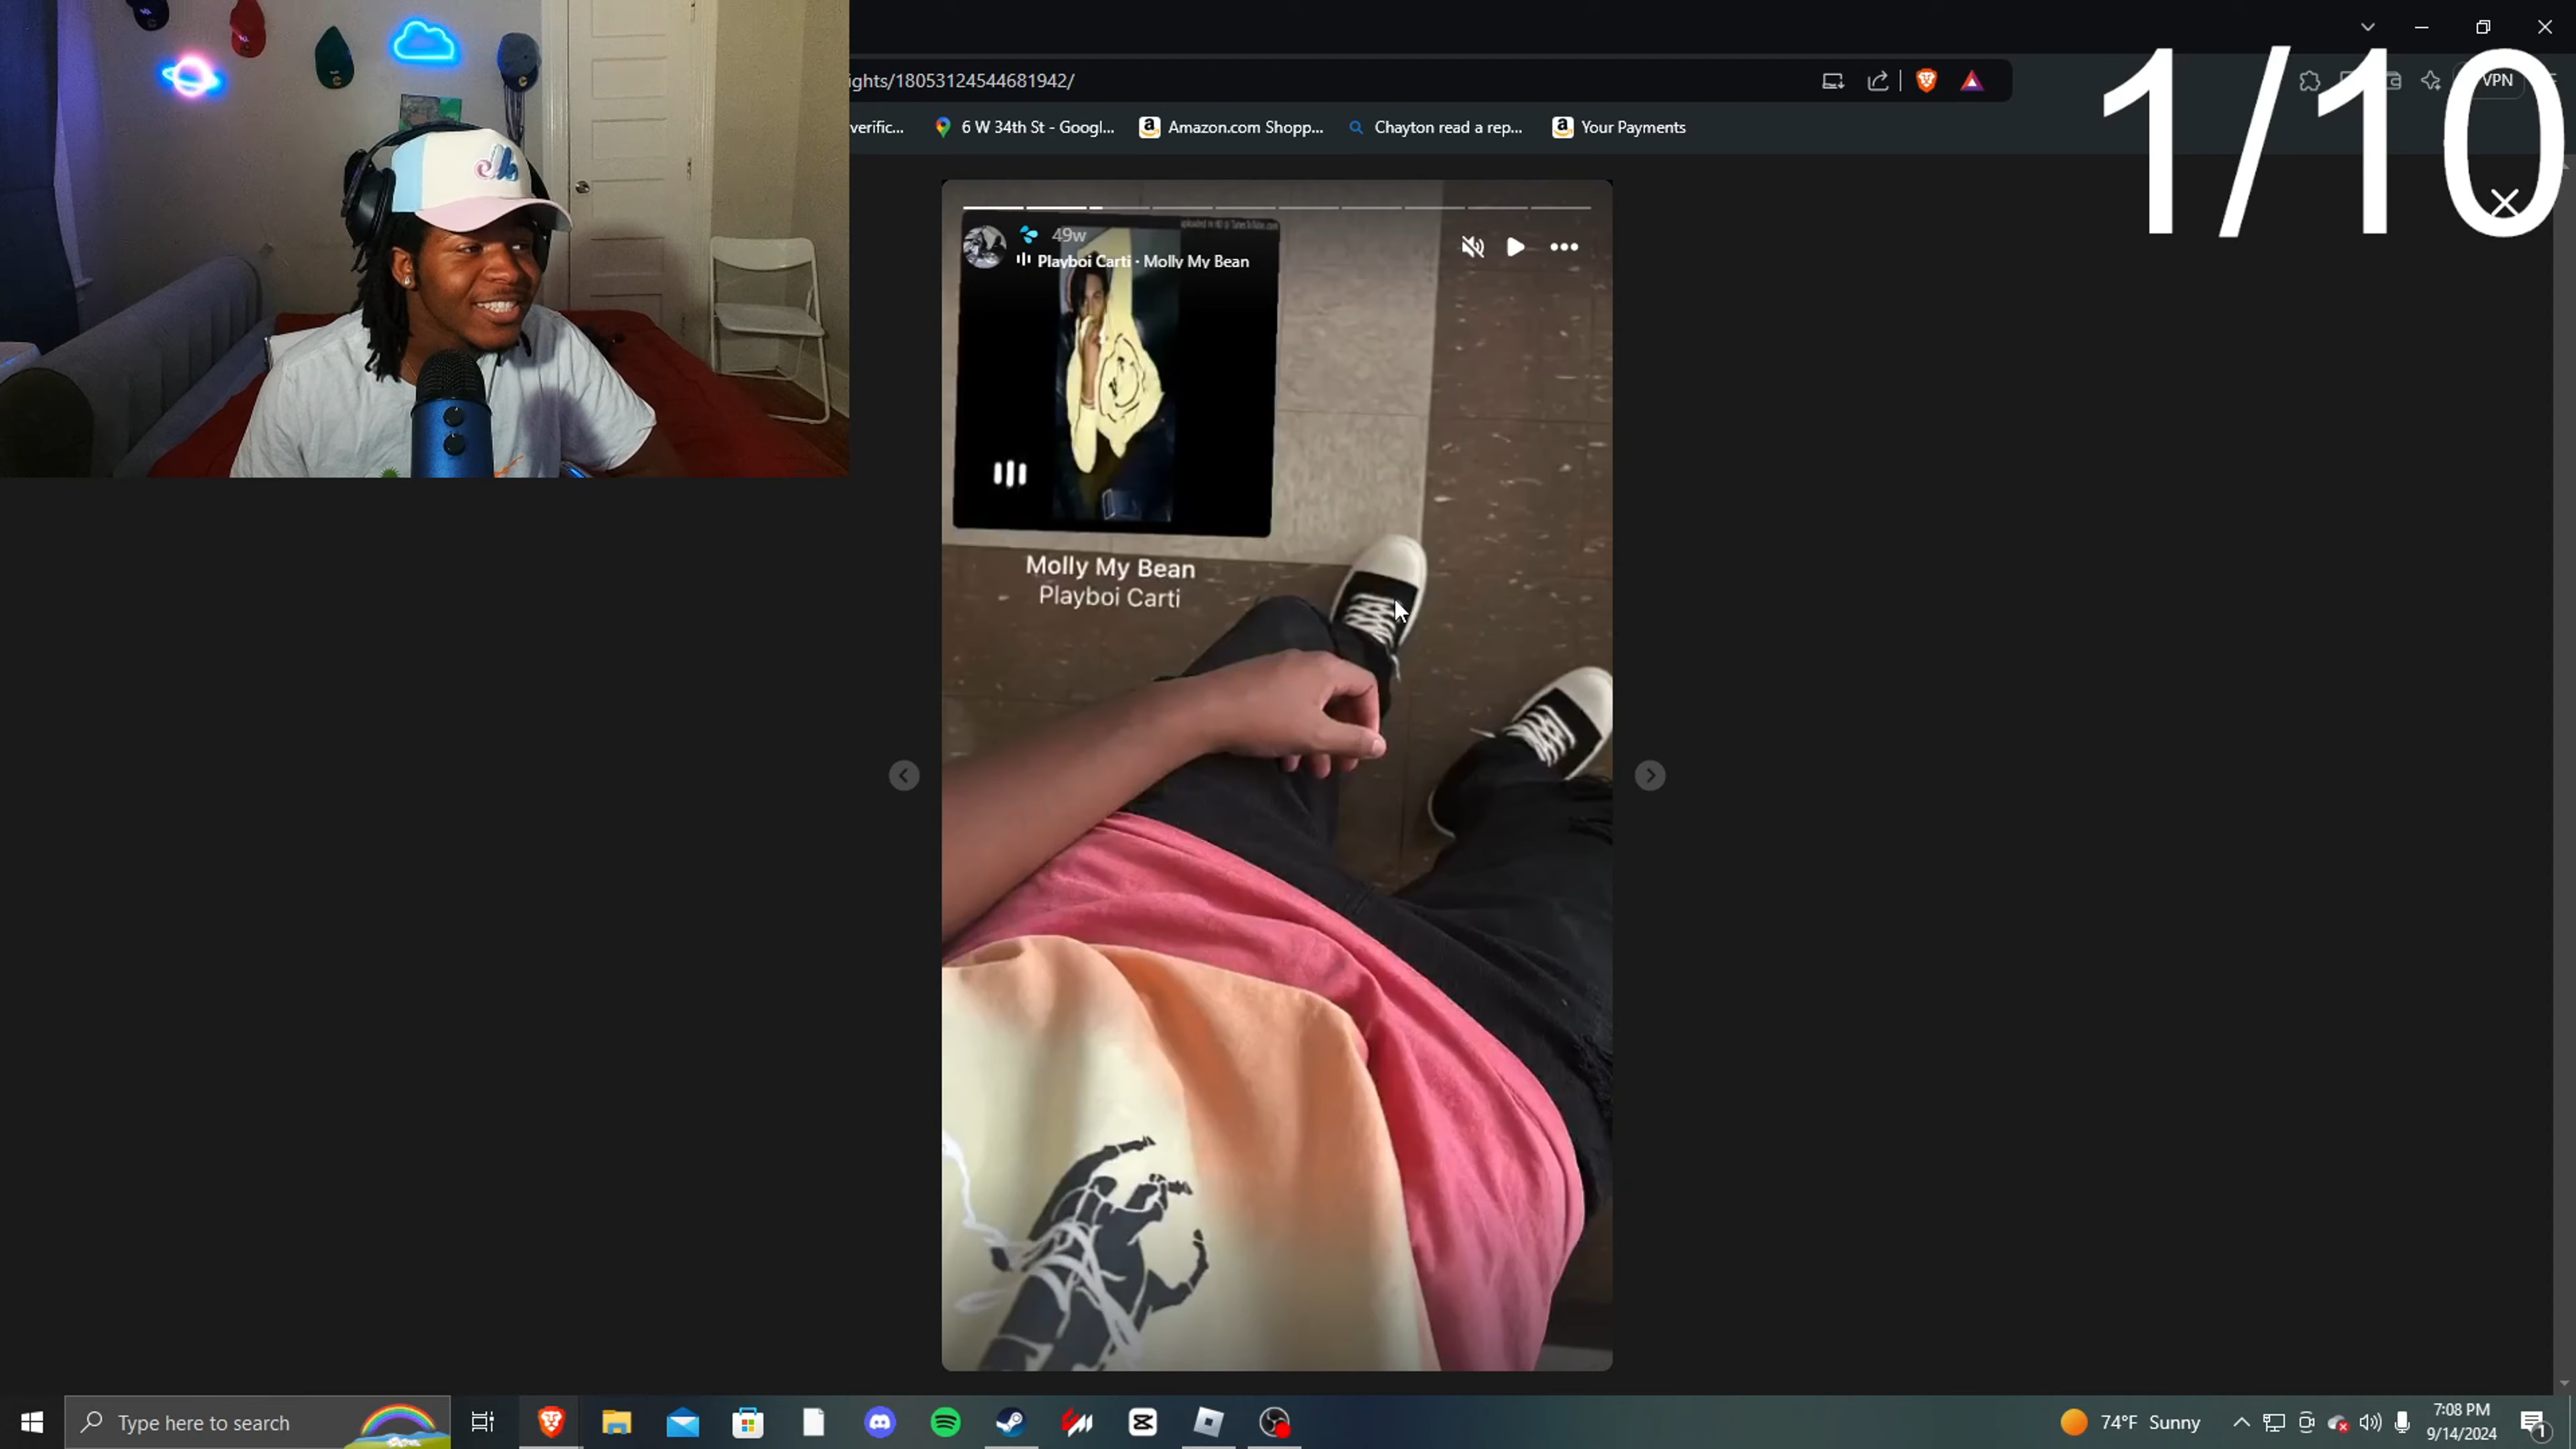 ights/18053124544681942/
VPN
1/10
verific...
6 W 34th St - Googl...
Amazon.com Shopp...
Chayton read a rep...
Your Payments
49w
Playboi Carti · Molly My Bean
Molly My Bean
Playboi Carti
Type here to search
74°F Sunny
7:08 PM
9/14/2024
1